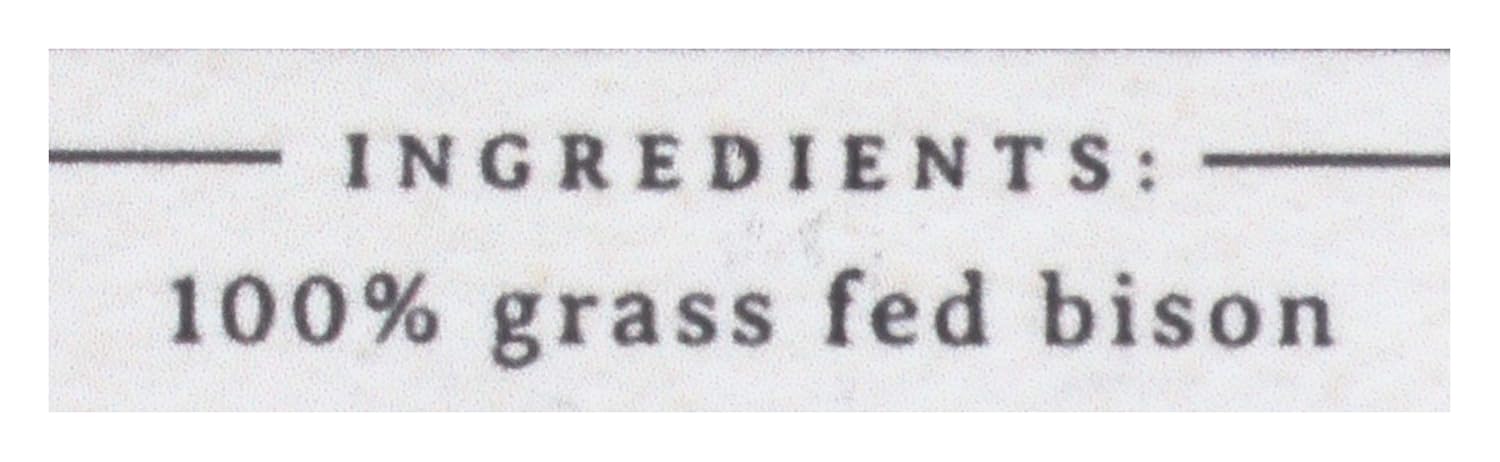 INGREDIENTS:
100% grass fed bison